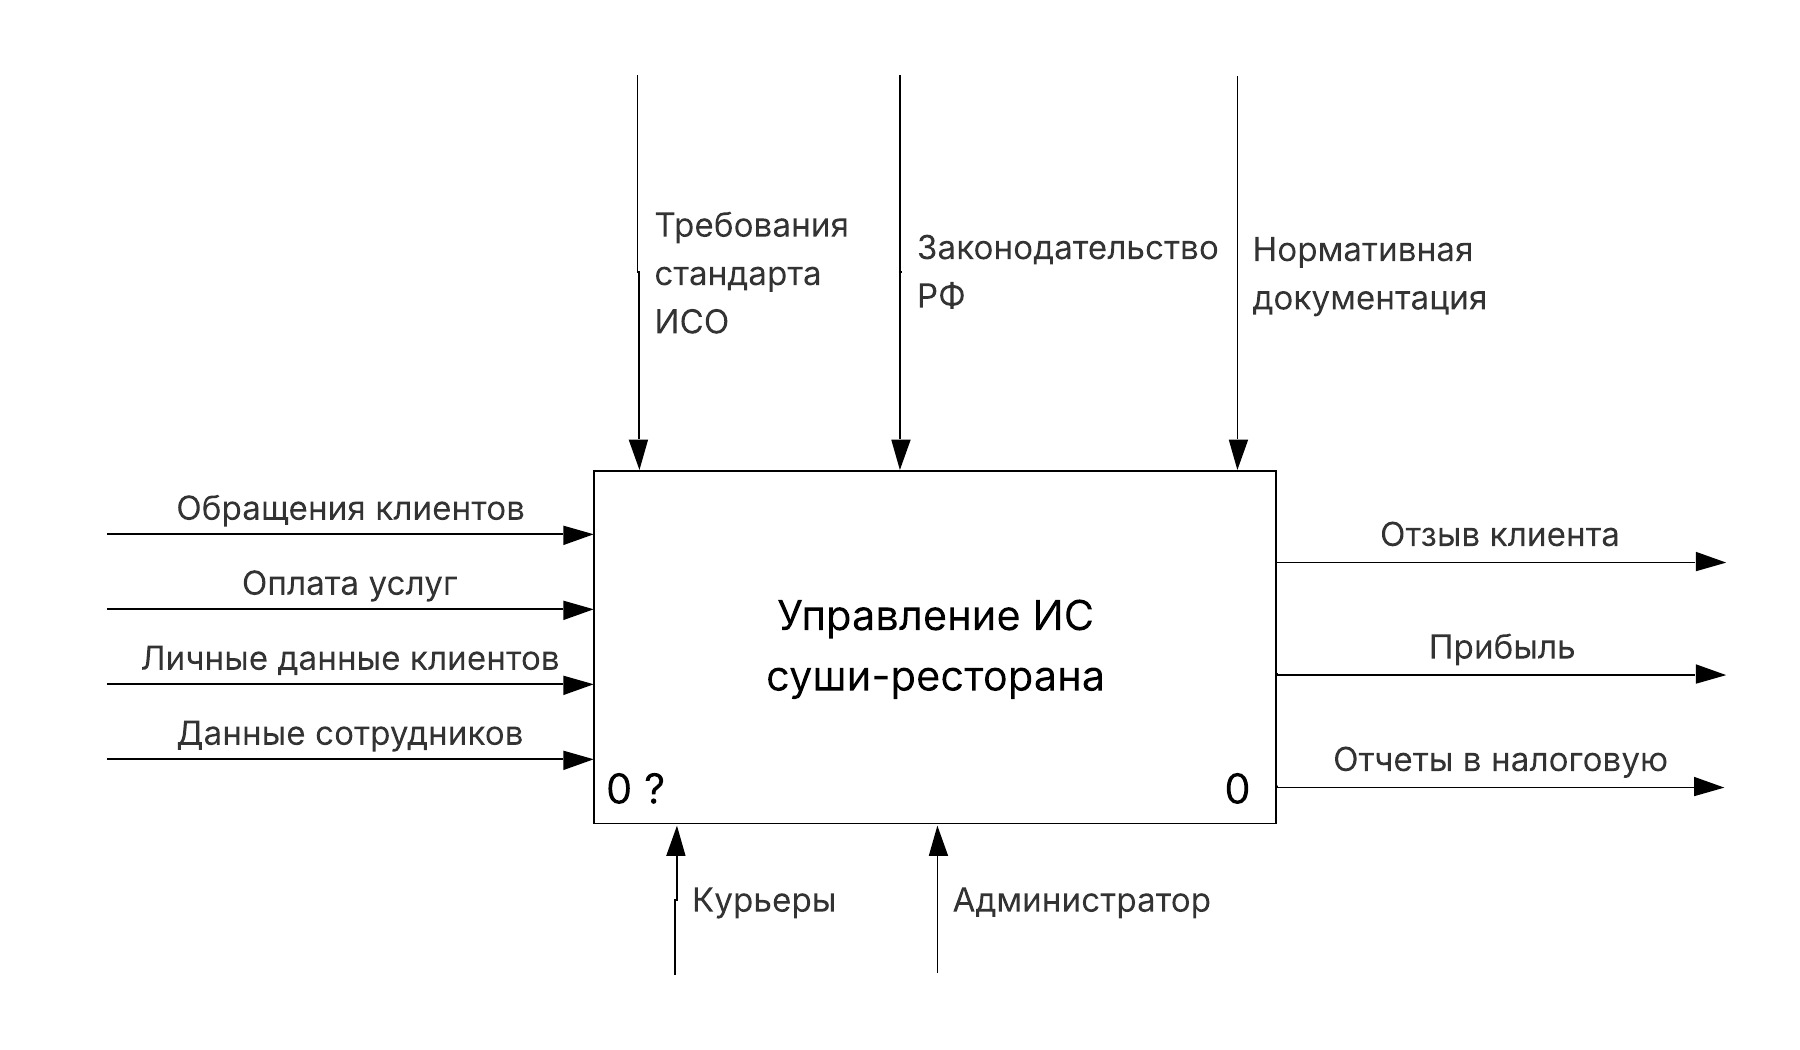 Требования
стандарта
ИСО
Законодательство
РФ
Нормативная
документация
Обращения клиентов
Оплата услуг
Личные данные клиентов
Данные сотрудников
Управление ИС
суши-ресторана
0 ?
0
Отзыв клиента
Прибыль
Отчеты в налоговую
Курьеры
Администратор